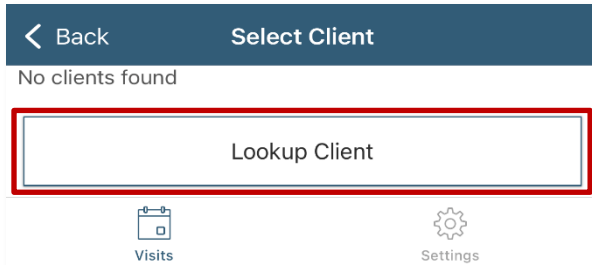 Back Select Client
No clients found
Lookup Client
Visits Settings